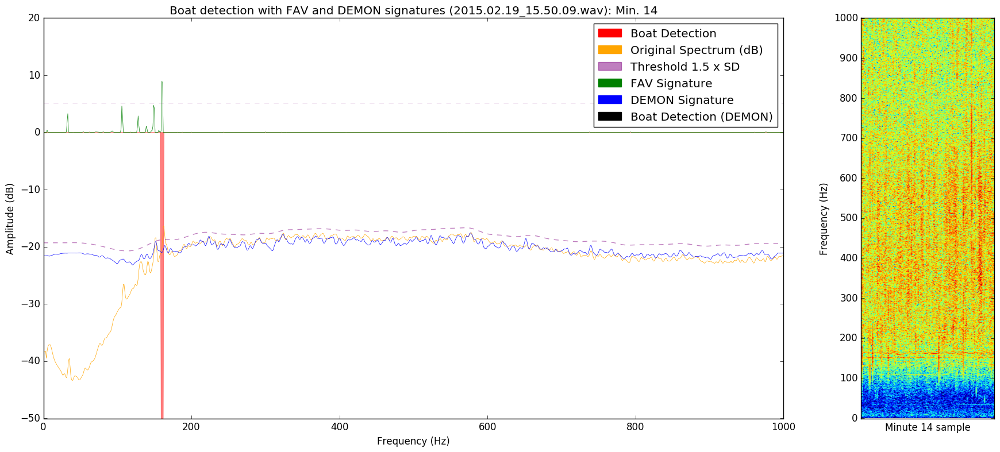 Boat detection with FAV and DEMON signatures (2015.02.19_15.50.09.wav): Min. 14
Boat Detection
Original Spectrum (dB)
Threshold 1.5 x SD
FAV Signature
DEMON Signature
Boat Detection (DEMON)
20
10
0
−10
−20
−30
−40
−50
Amplitude (dB)
0
200
400
600
800
1000
Frequency (Hz)
1000
900
800
700
600
500
400
300
200
100
0
Frequency (Hz)
Minute 14 sample